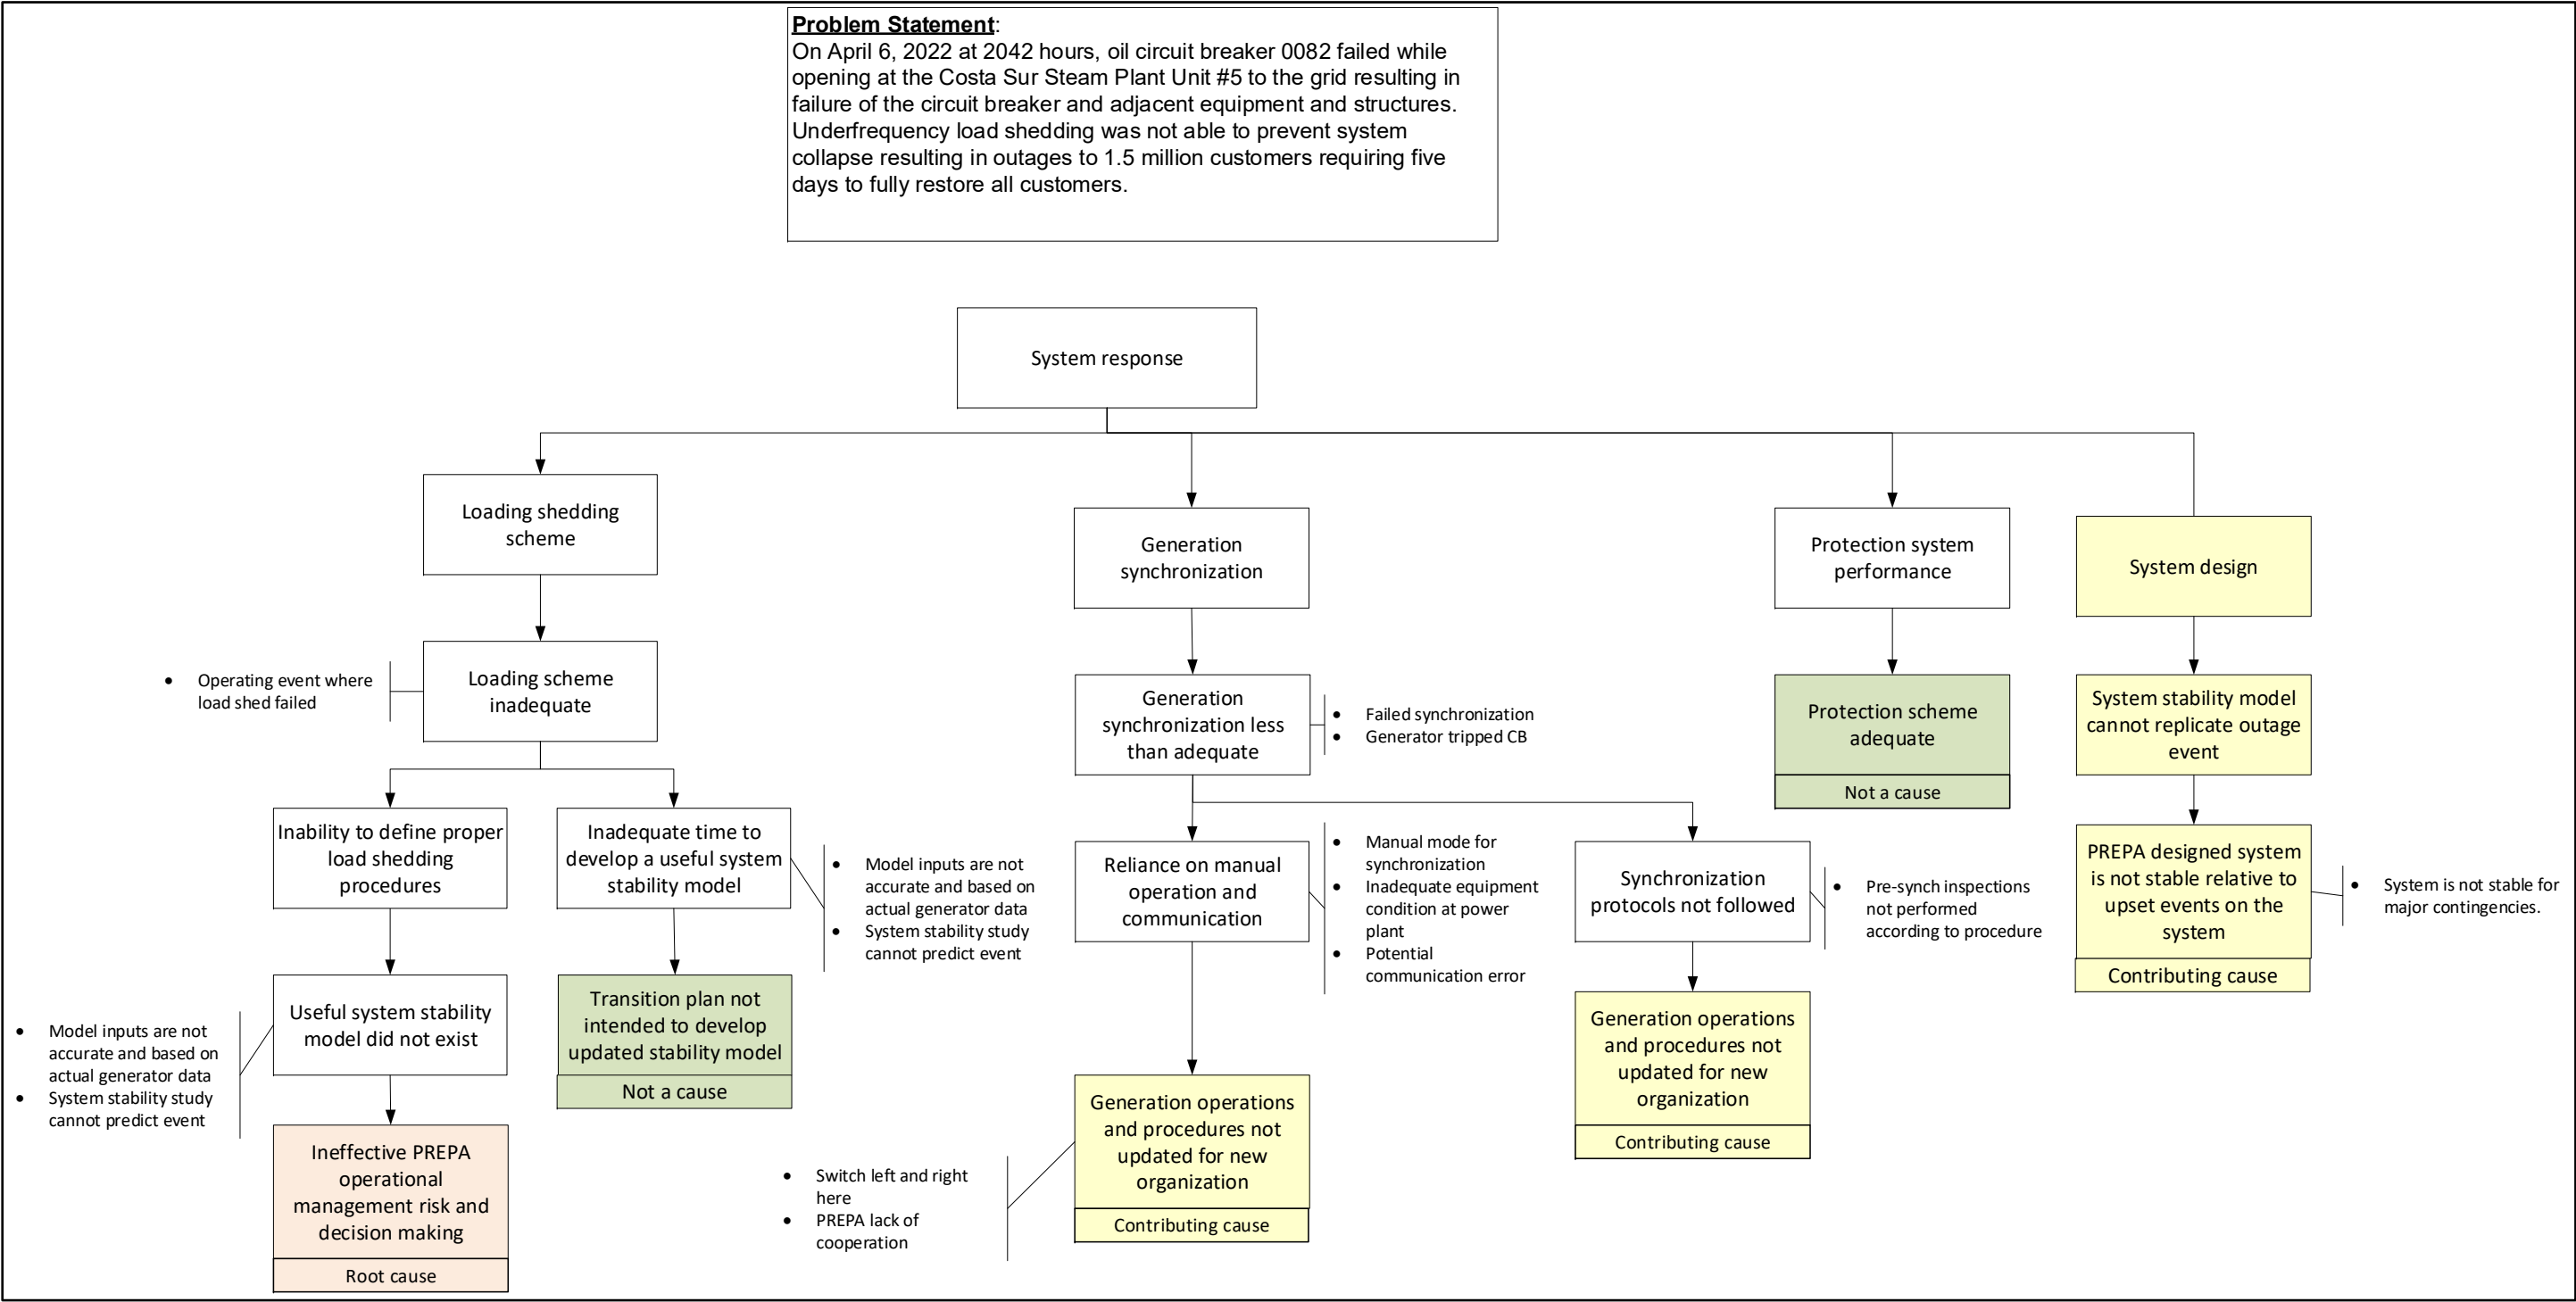 Problem Statement:
On April 6, 2022 at 2042 hours, oil circuit breaker 0082 failed while
opening at the Costa Sur Steam Plant Unit #5 to the grid resulting in
failure of the circuit breaker and adjacent equipment and structures.
Underfrequency load shedding was not able to prevent system
collapse resulting in outages to 1.5 million customers requiring five
days to fully restore all customers.
System response
Loading shedding
scheme
Generation
synchronization
Protection system
performance
System design
• Operating event where
load shed failed
Loading scheme
inadequate
Generation
synchronization less
than adequate
• Failed synchronization
• Generator tripped CB
Protection scheme
adequate
Not a cause
System stability model
cannot replicate outage
event
Inability to define proper
load shedding
procedures
Inadequate time to
develop a useful system
stability model
• Model inputs are not
accurate and based on
actual generator data
• System stability study
cannot predict event
Reliance on manual
operation and
communication
• Manual mode for
synchronization
• Inadequate equipment
condition at power
plant
• Potential
communication error
Synchronization
protocols not followed
• Pre-synch inspections
not performed
according to procedure
PREPA designed system
is not stable relative to
upset events on the
system
Contributing cause
• System is not stable for
major contingencies.
• Model inputs are not
accurate and based on
actual generator data
• System stability study
cannot predict event
Useful system stability
model did not exist
Transition plan not
intended to develop
updated stability model
Not a cause
Generation operations
and procedures not
updated for new
organization
Contributing cause
Ineffective PREPA
operational
management risk and
decision making
Root cause
• Switch left and right
here
• PREPA lack of
cooperation
Generation operations
and procedures not
updated for new
organization
Contributing cause